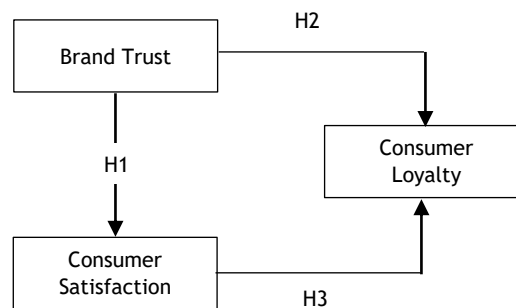 H2
Brand Trust
Consumer
Loyalty
H1
Consumer
Satisfaction
H3